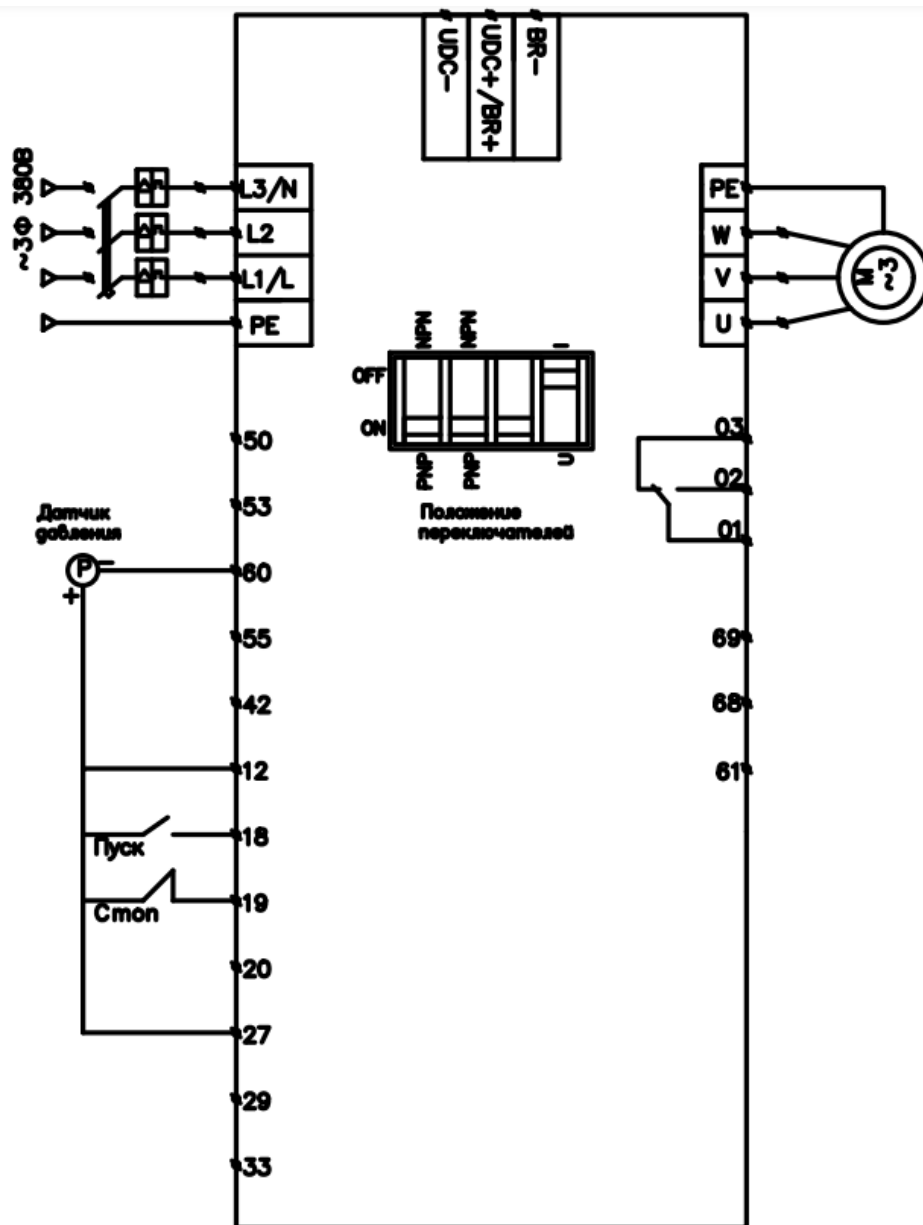 UDC-
UDC+/BR+
BR-
~3Ф 380В
L3/N
L2
L1/L
PE
PE
W
V
U
M
3~
NPN
NPN
I
OFF
ON
PNP
PNP
U
Положение
переключателей
03
02
01
50
53
Датчик
давления
P
-
+
60
55
42
12
Пуск
18
Стоп
19
20
27
29
33
69
68
61